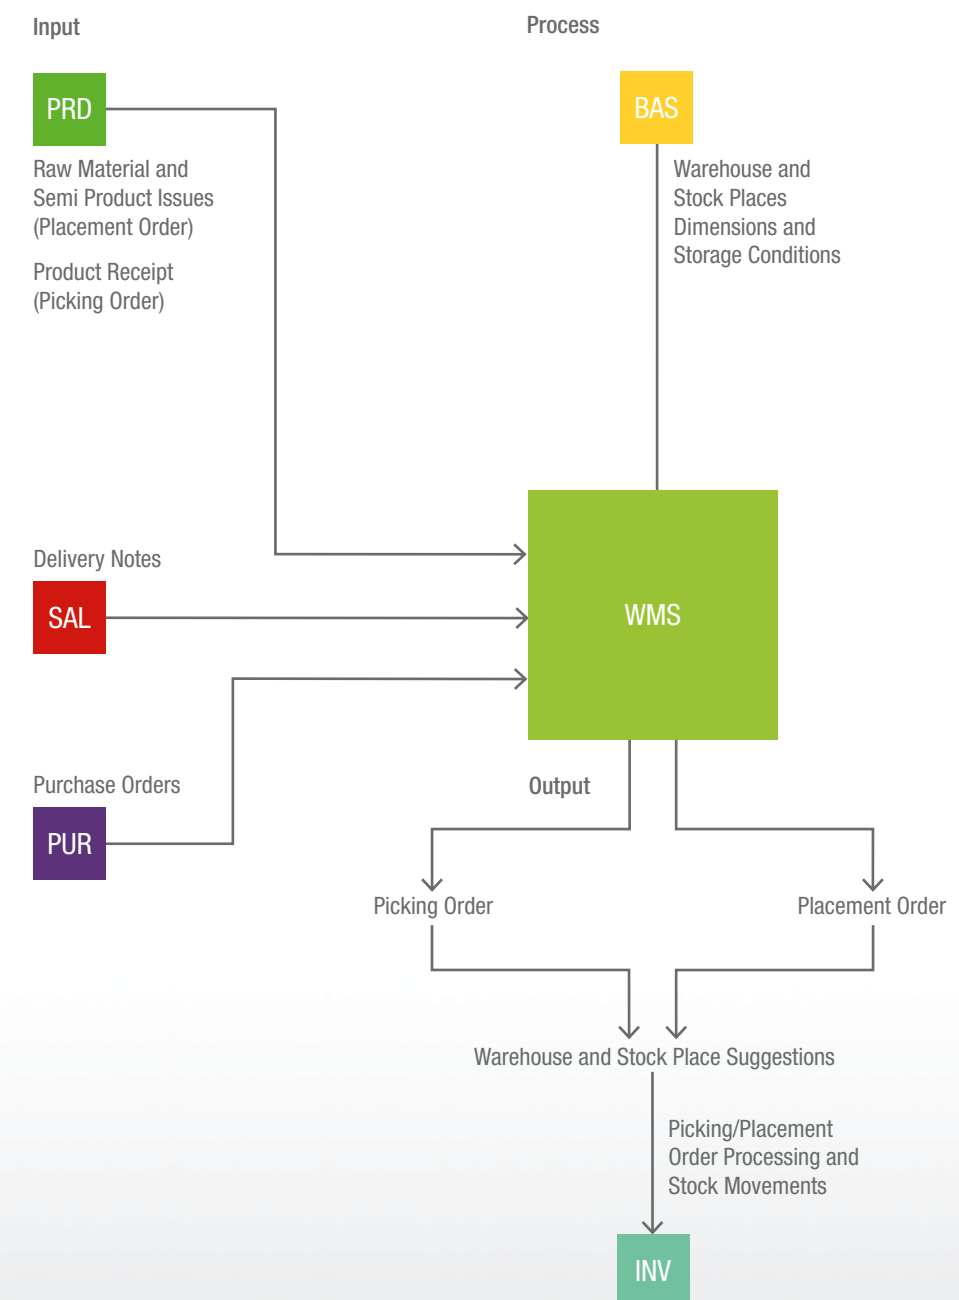 Input
Process
PRD
BAS
Raw Material and
Semi Product Issues
(Placement Order)
Product Receipt
(Picking Order)
Warehouse and
Stock Places
Dimensions and
Storage Conditions
Delivery Notes
SAL
WMS
Purchase Orders
PUR
Output
Picking Order
Placement Order
Warehouse and Stock Place Suggestions
Picking/Placement
Order Processing and
Stock Movements
INV